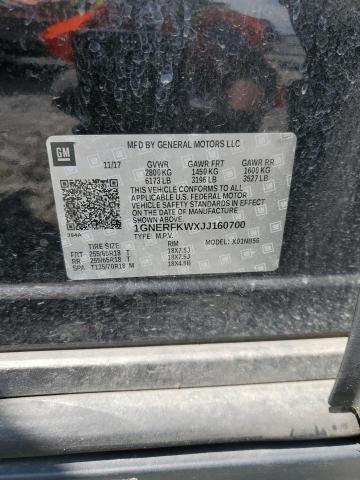 MFD BY GENERAL MOTORS LLC
GM
11/17 GVWR GAWR FRT GAWR RR
2800 KG 1450 KG 1600 KG
6173 LB 3196 LB 3527 LB
THIS VEHICLE CONFORMS TO ALL
APPLICABLE U.S. FEDERAL MOTOR
VEHICLE SAFETY STANDARDS IN EFFECT
ON THE DATE OF MANUFACTURE
SHOWN ABOVE.
1GNERFKWXJJ160700
TYPE: M.P.V. MODEL:
TIRE SIZE RIM
FRT 255/65R18 T 18X7.5J
RR 255/65R18 T 18X7.5J
SPA T135/70R18 M 18X4.5B